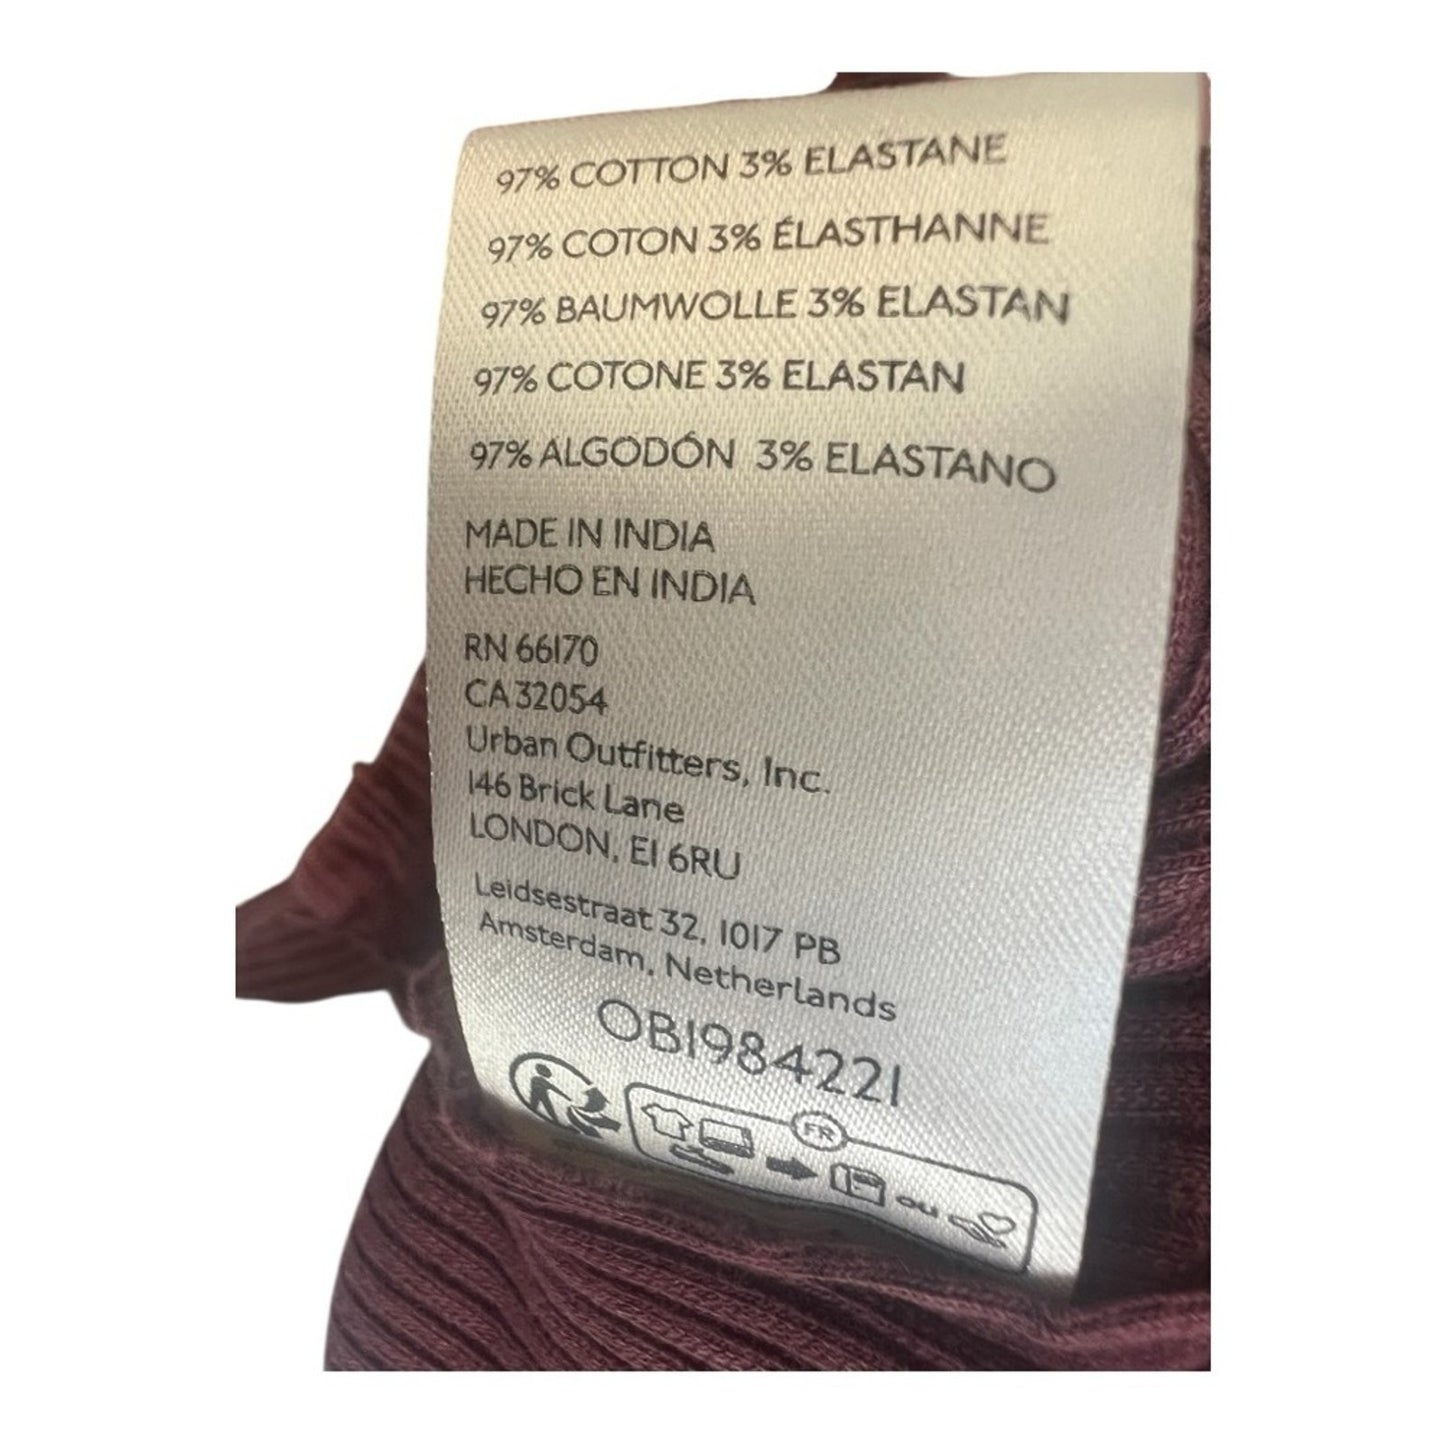 97% COTTON 3% ELASTANE
97% COTON 3% ÉLASTHANNE
97% BAUMWOLLE 3% ELASTAN
97% COTONE 3% ELASTAN
97% ALGODÓN 3% ELASTANO
MADE IN INDIA
HECHO EN INDIA
RN 66170
CA 32054
Urban Outfitters, Inc.
146 Brick Lane
LONDON, E1 6RU
Leidsestraat 32, 1017 PB
Amsterdam, Netherlands
OB1984221
FR
ou